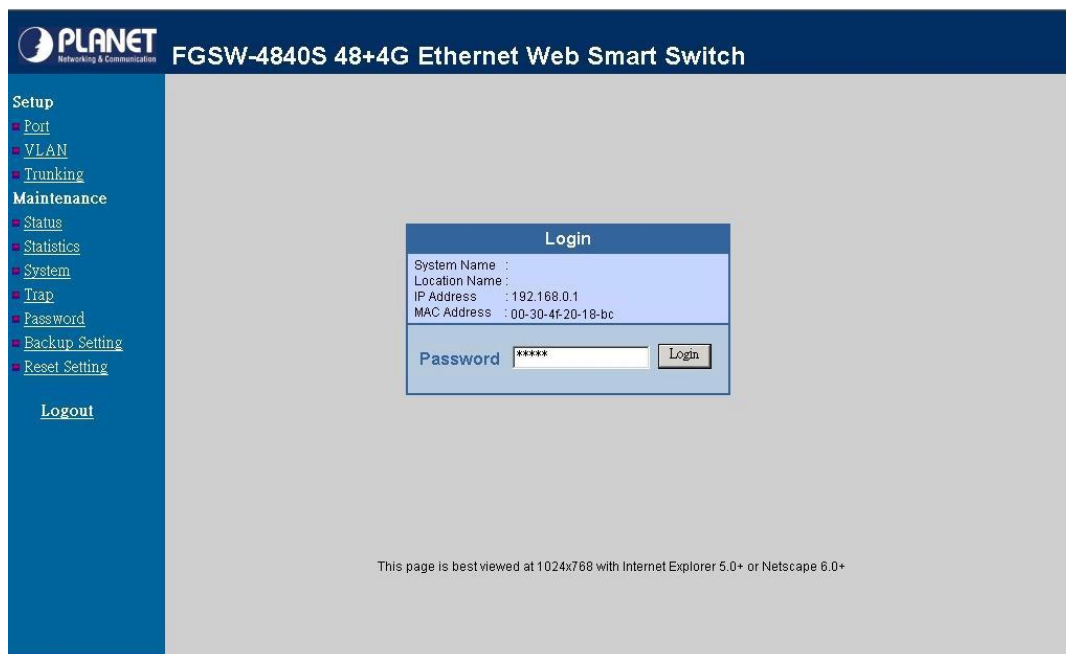 PLANET
Networking & Communication
FGSW-4840S 48+4G Ethernet Web Smart Switch
Setup
Port
VLAN
Trunking
Maintenance
Status
Statistics
System
Trap
Password
Backup Setting
Reset Setting
Logout
Login
System Name :
Location Name :
IP Address : 192.168.0.1
MAC Address : 00-30-4f-20-18-bc
Password ***** Login
This page is best viewed at 1024x768 with Internet Explorer 5.0+ or Netscape 6.0+